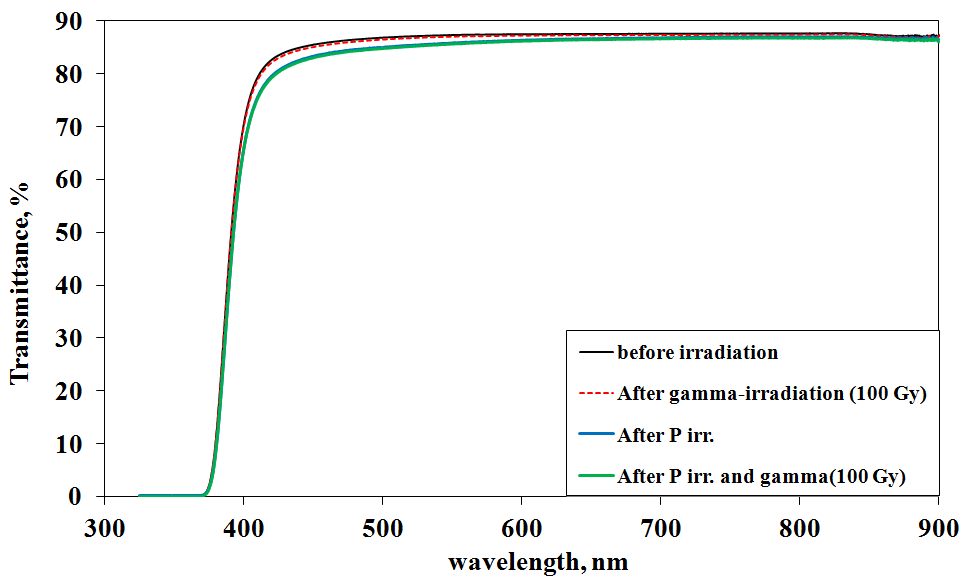 90
80
70
60
50
40
30
20
10
0
Transmittance, %
before irradiation
After gamma-irradiation (100 Gy)
After P irr.
After P irr. and gamma(100 Gy)
300 400 500 600 700 800 900
wavelength, nm